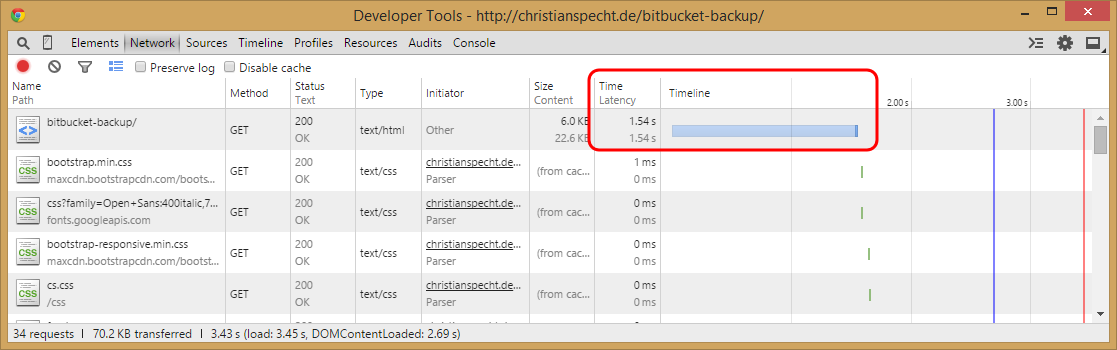 Developer Tools - http://christianspecht.de/bitbucket-backup/
Elements Network Sources Timeline Profiles Resources Audits Console
Preserve log Disable cache
Name Path Method Status Text Type Initiator Size Content Time Latency Timeline 2.00 s 3.00 s
bitbucket-backup/ GET 200 OK text/html Other 6.0 KB 22.6 KB 1.54 s 1.54 s
bootstrap.min.css 200 christianspecht.de... 1 ms
maxcdn.bootstrapcdn.com/boots... GET OK text/css Parser (from cac... 0 ms
css?family=Open+Sans:400italic,7... 200 christianspecht.de... 0 ms
fonts.googleapis.com GET OK text/css Parser (from cac... 0 ms
bootstrap-responsive.min.css 200 christianspecht.de... 0 ms
maxcdn.bootstrapcdn.com/bootst... GET OK text/css Parser (from cac... 0 ms
cs.css 200 christianspecht.de... 0 ms
/css GET OK text/css Parser (from cac... 0 ms
200 christianspecht.de... 0 ms
34 requests | 70.2 KB transferred | 3.43 s (load: 3.45 s, DOMContentLoaded: 2.69 s)